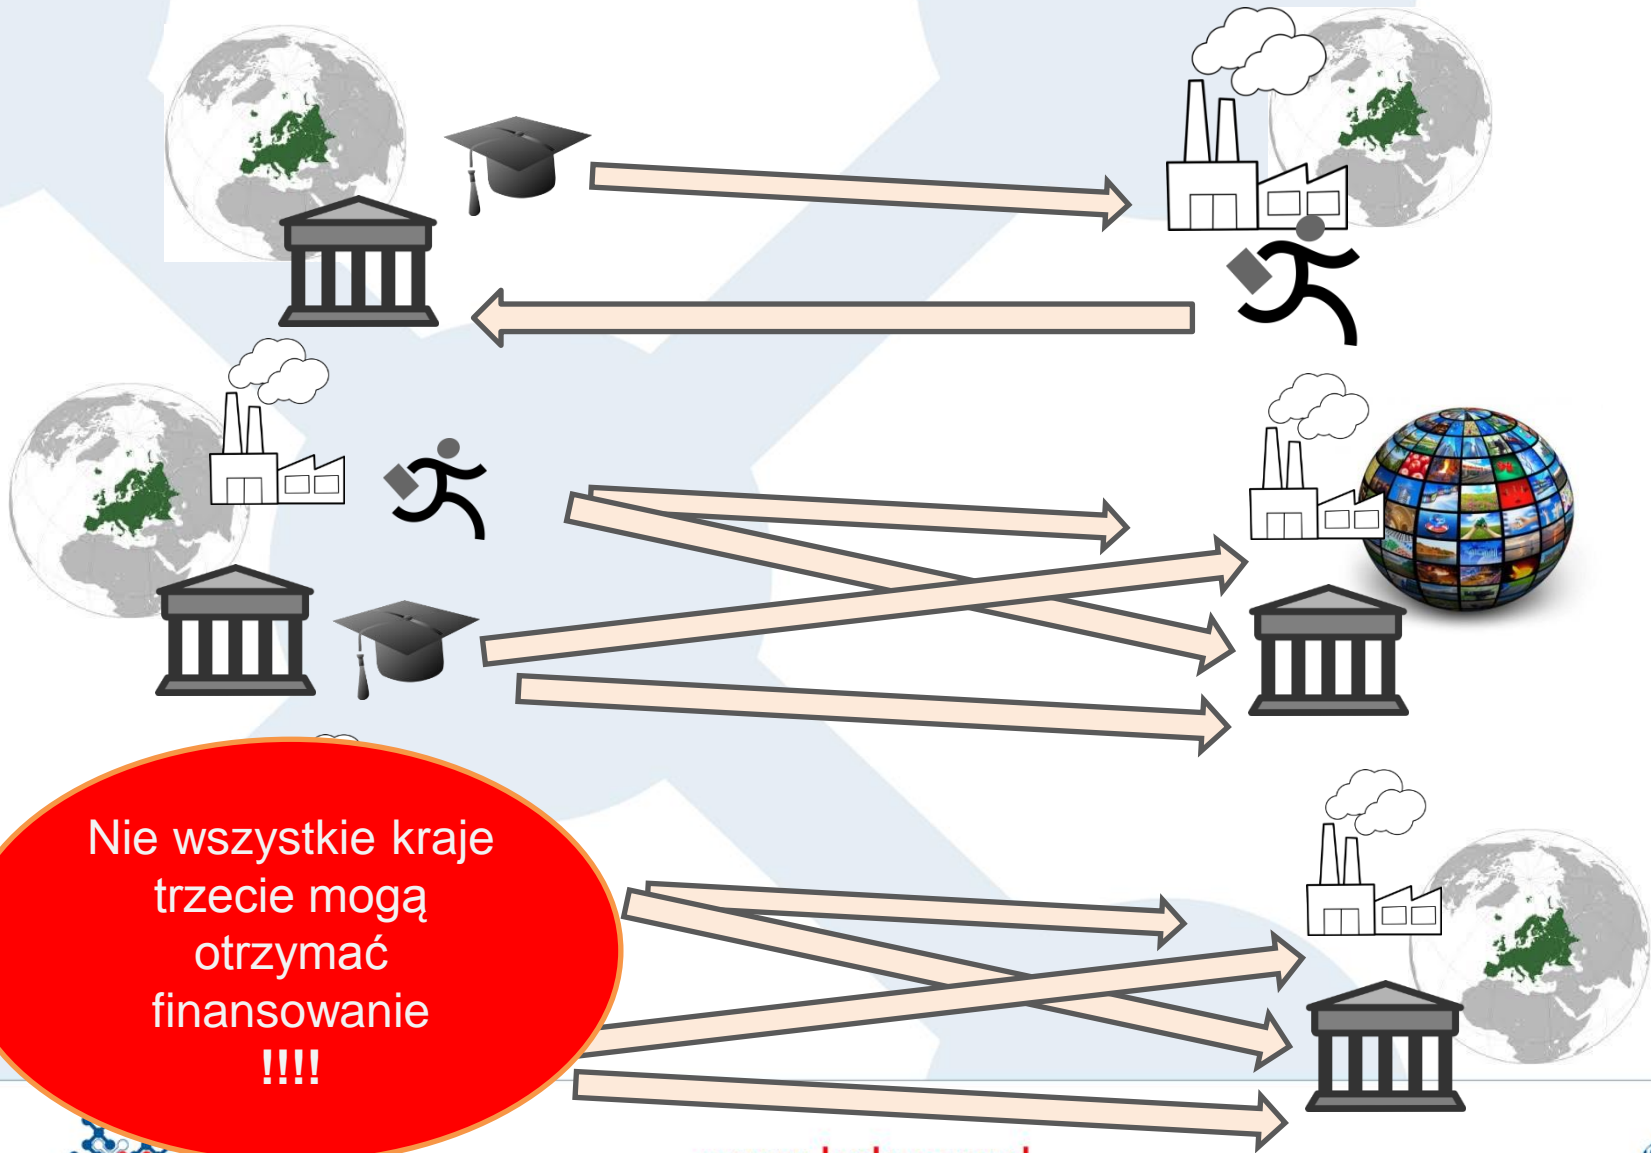 Nie wszystkie kraje
trzecie mogą
otrzymać
finansowanie
!!!!